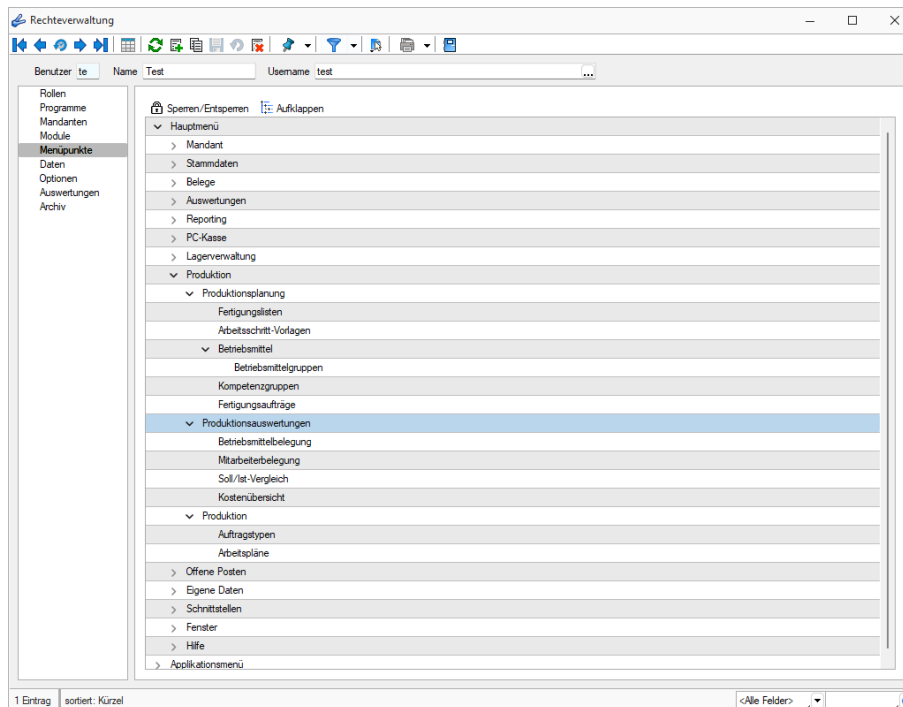 Rechteverwaltung
Benutzer te Name Test Username test ...
Rollen
Programme
Mandanten
Module
Menüpunkte
Daten
Optionen
Auswertungen
Archiv
Sperren/Entsperren Aufklappen
Hauptmenü
Mandant
Stammdaten
Belege
Auswertungen
Reporting
PC-Kasse
Lagerverwaltung
Produktion
Produktionsplanung
Fertigungslisten
Arbeitsschritt-Vorlagen
Betriebsmittel
Betriebsmittelgruppen
Kompetenzgruppen
Fertigungsaufträge
Produktionsauswertungen
Betriebsmittelbelegung
Mitarbeiterbelegung
Soll/Ist-Vergleich
Kostenübersicht
Produktion
Auftragstypen
Arbeitspläne
Offene Posten
Eigene Daten
Schnittstellen
Fenster
Hilfe
Applikationsmenü
1 Eintrag sortiert: Kürzel <Alle Felder>